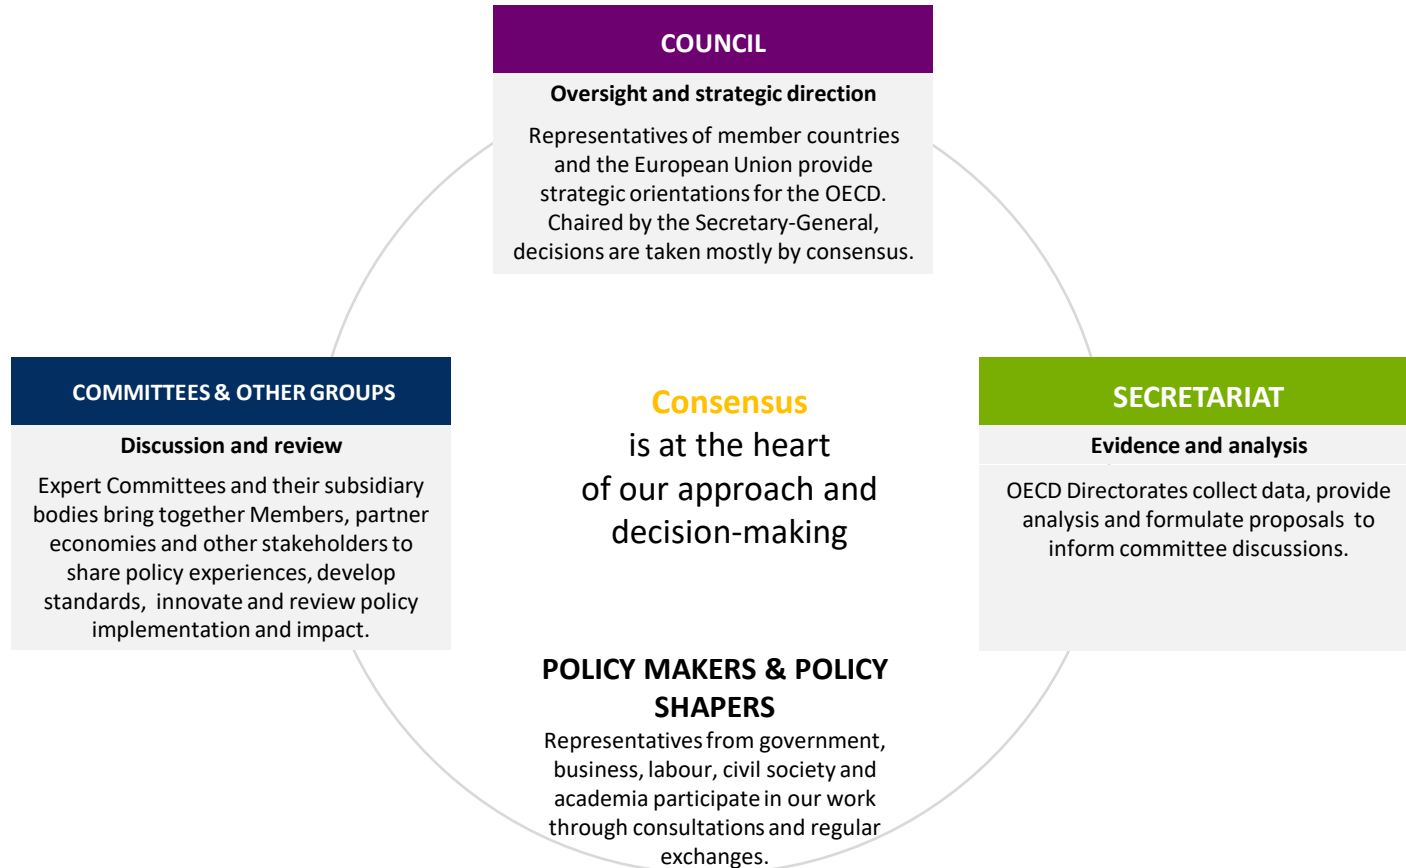 COUNCIL
Oversight and strategic direction
Representatives of member countries
and the European Union provide
strategic orientations for the OECD.
Chaired by the Secretary-General,
decisions are taken mostly by consensus.
COMMITTEES & OTHER GROUPS
Discussion and review
Expert Committees and their subsidiary
bodies bring together Members, partner
economies and other stakeholders to
share policy experiences, develop
standards, innovate and review policy
implementation and impact.
Consensus
is at the heart
of our approach and
decision-making
SECRETARIAT
Evidence and analysis
OECD Directorates collect data, provide
analysis and formulate proposals to
inform committee discussions.
POLICY MAKERS & POLICY
SHAPERS
Representatives from government,
business, labour, civil society and
academia participate in our work
through consultations and regular
exchanges.